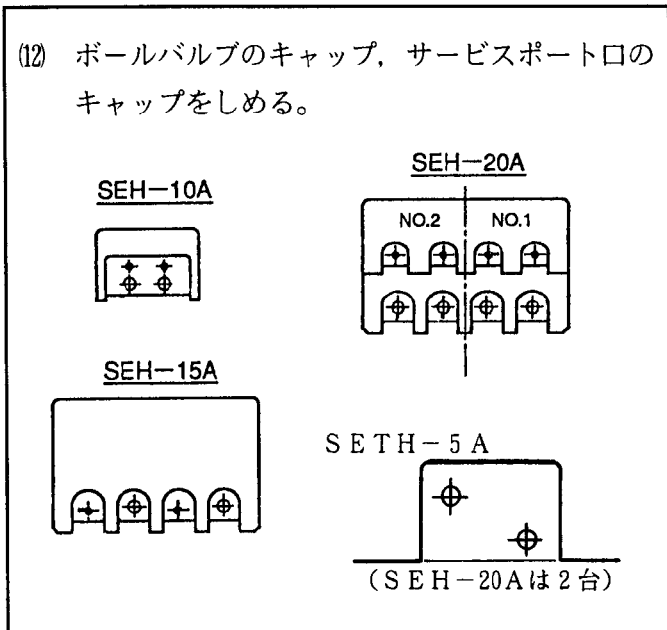 ⑿ ボールバルブのキャップ，サービスポート口の
キャップをしめる。
SEH−10A
SEH−20A
NO.2 NO.1
SEH−15A
SETH−5A
（SEH−20Aは2台）